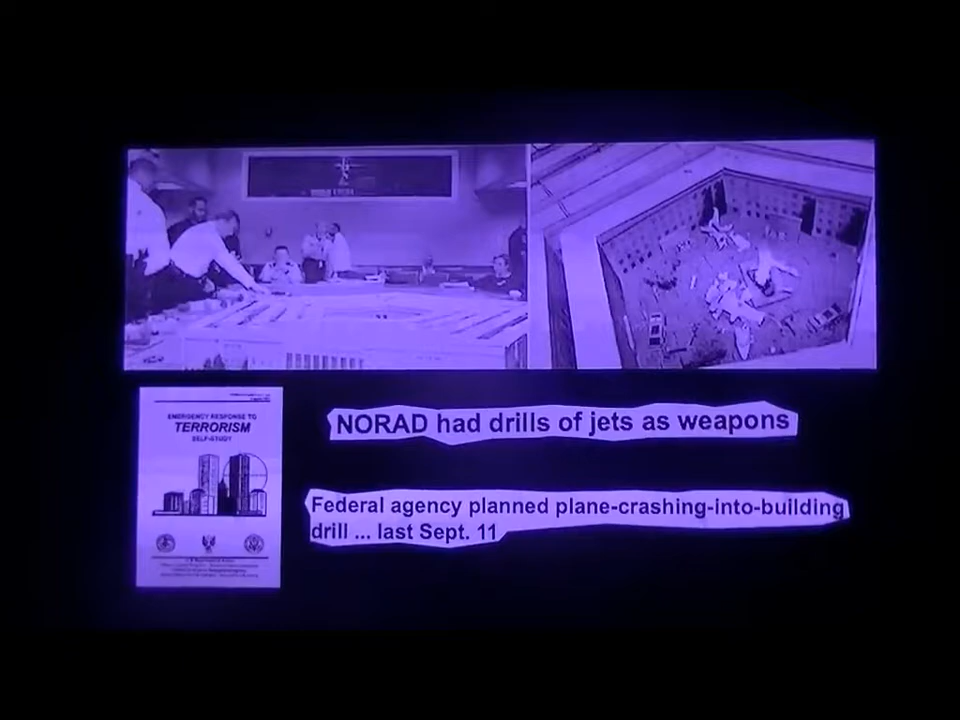 EMERGENCY RESPONSE TO
TERRORISM
SELF-STUDY
NORAD had drills of jets as weapons
Federal agency planned plane-crashing-into-building
drill ... last Sept. 11